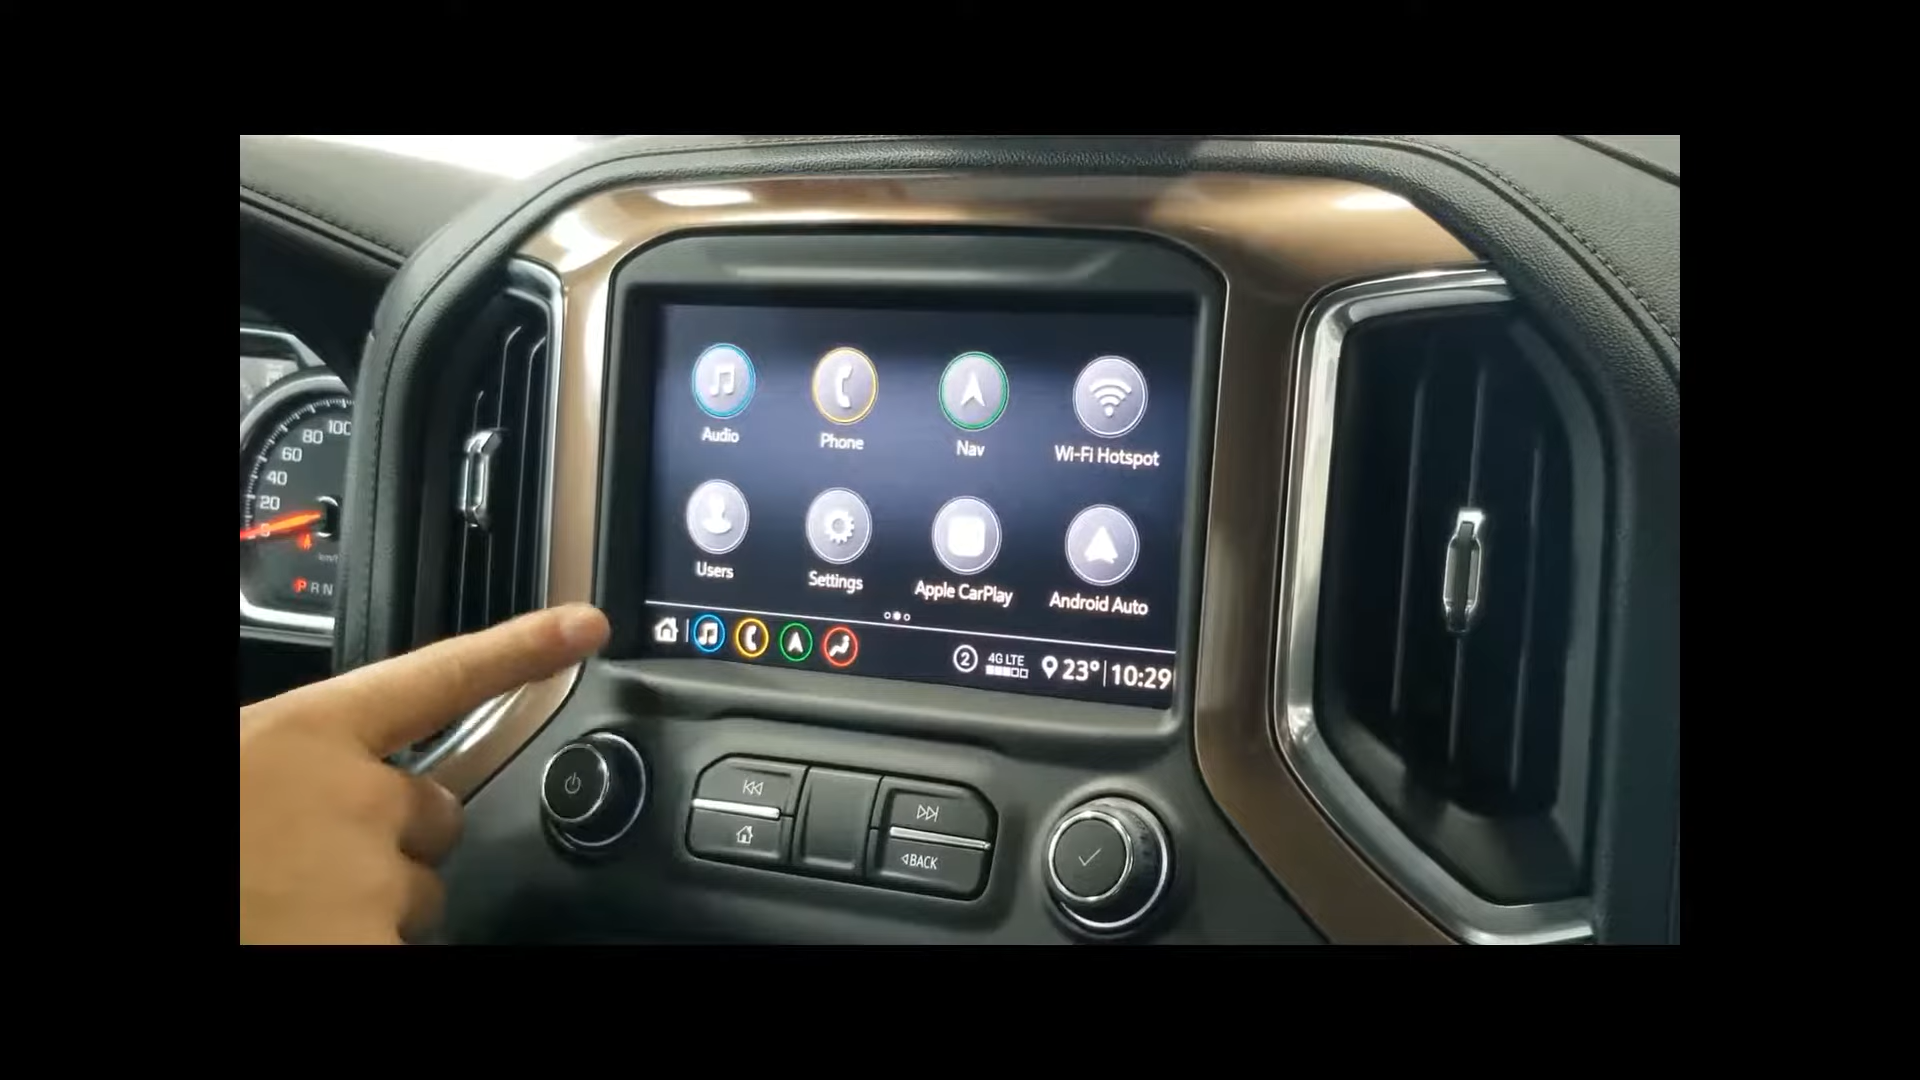 Audio
Phone
Nav
Wi-Fi Hotspot
Users
Settings
Apple CarPlay
Android Auto
2
4G LTE
23°
10:29
BACK
100
80
60
40
20
0
P R N